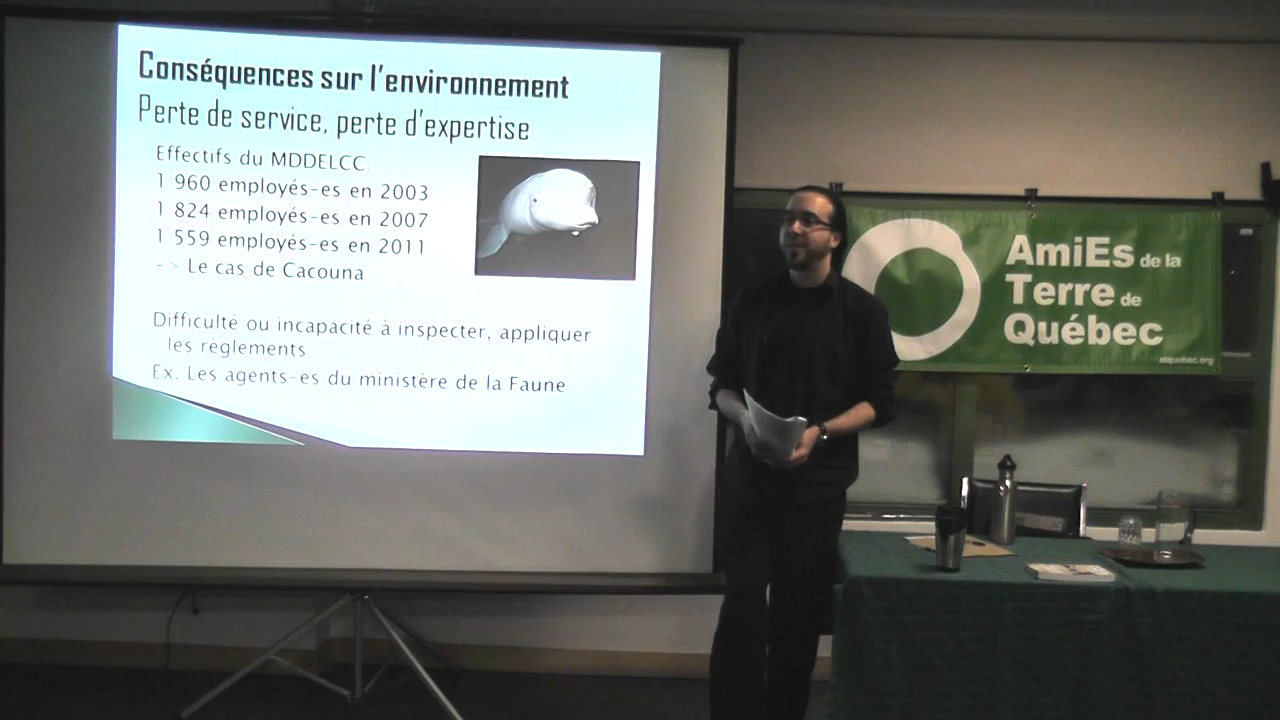 Conséquences sur l'environnement
Perte de service, perte d'expertise
Effectifs du MDDELCC:
1 960 employés-es en 2003
1 824 employés-es en 2007
1 559 employés-es en 2011
-> Le cas de Cacouna
Difficulté ou incapacité à inspecter, appliquer
les règlements
Ex. Les agents-es du ministère de la Faune
AmiEs de la
Terre de
Québec
atquebec.org